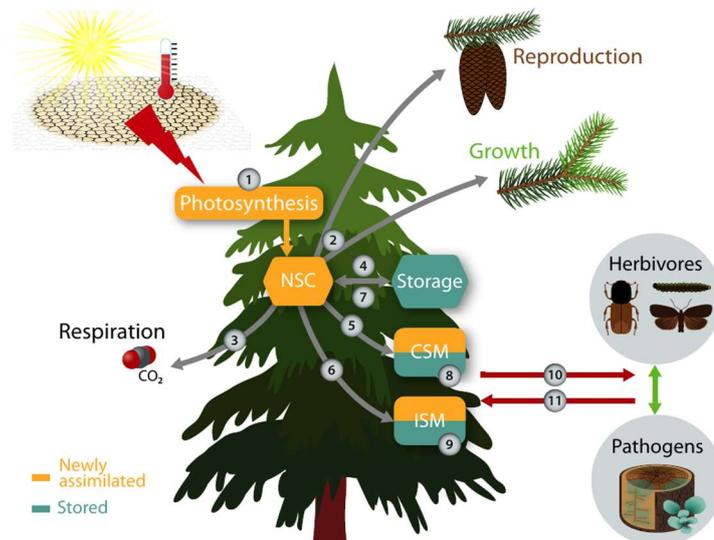 Reproduction
Growth
1
Photosynthesis
2
NSC
4
7
Storage
Herbivores
Respiration
CO₂
3
5
6
CSM
8
10
11
ISM
9
Pathogens
Newly
assimilated
Stored